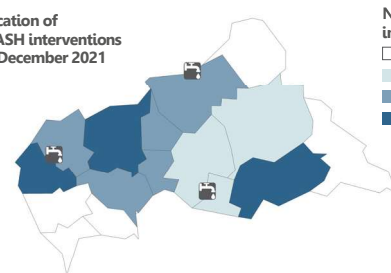 cation of
ASH interventions
December 2021
N
in